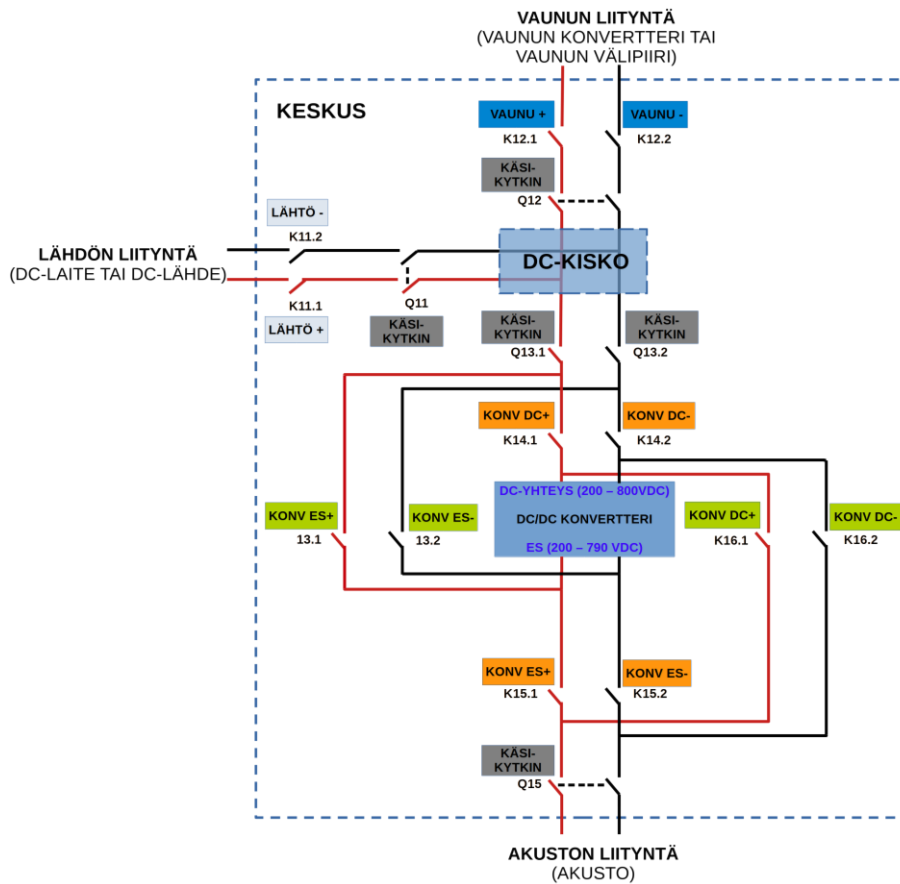 VAUNUN LIITYNTÄ
(VAUNUN KONVERTTERI TAI
VAUNUN VÄLIPIIRI)
KESKUS
VAUNU +
VAUNU -
K12.1
K12.2
KÄSI-
KYTKIN
Q12
LÄHTÖ -
K11.2
LÄHDÖN LIITYNTÄ
(DC-LAITE TAI DC-LÄHDE)
DC-KISKO
K11.1
Q11
LÄHTÖ +
KÄSI-
KYTKIN
KÄSI-
KYTKIN
KÄSI-
KYTKIN
Q13.1
Q13.2
KONV DC+
KONV DC-
K14.1
K14.2
DC-YHTEYS (200 – 800VDC)
DC/DC KONVERTTERI
ES (200 – 790 VDC)
KONV ES+
KONV ES-
KONV DC+
KONV DC-
13.1
13.2
K16.1
K16.2
KONV ES+
KONV ES-
K15.1
K15.2
KÄSI-
KYTKIN
Q15
AKUSTON LIITYNTÄ
(AKUSTO)